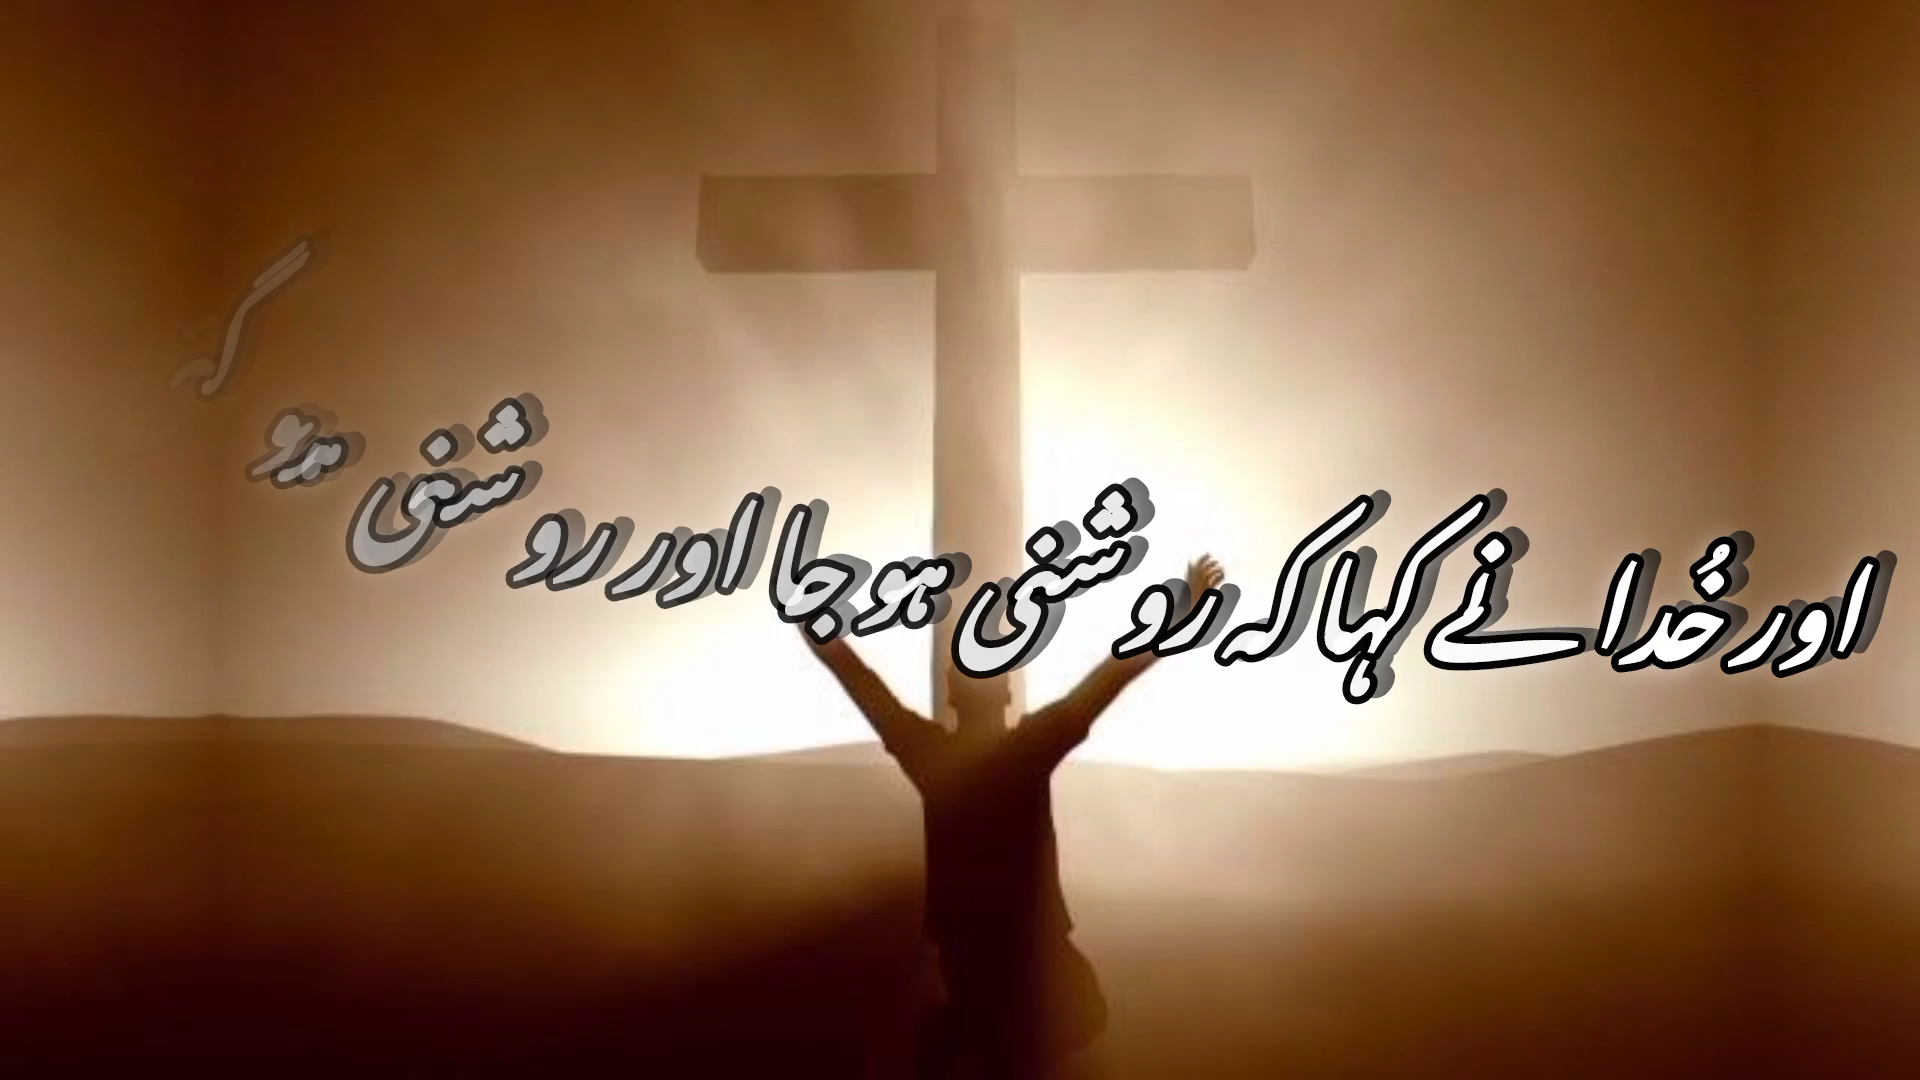 اور خُدا نے کہا کہ روشنی ہو جا اور روشنی ہو